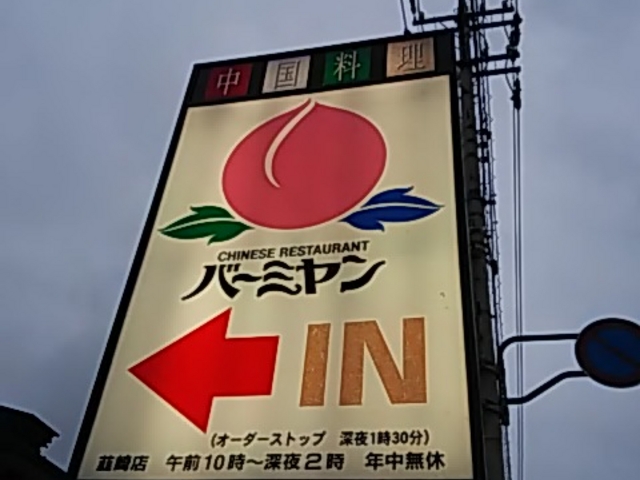 中国料理
CHINESE RESTAURANT
バーミヤン
IN
(オーダーストップ 深夜1時30分)
韮崎店 午前10時〜深夜2時 年中無休